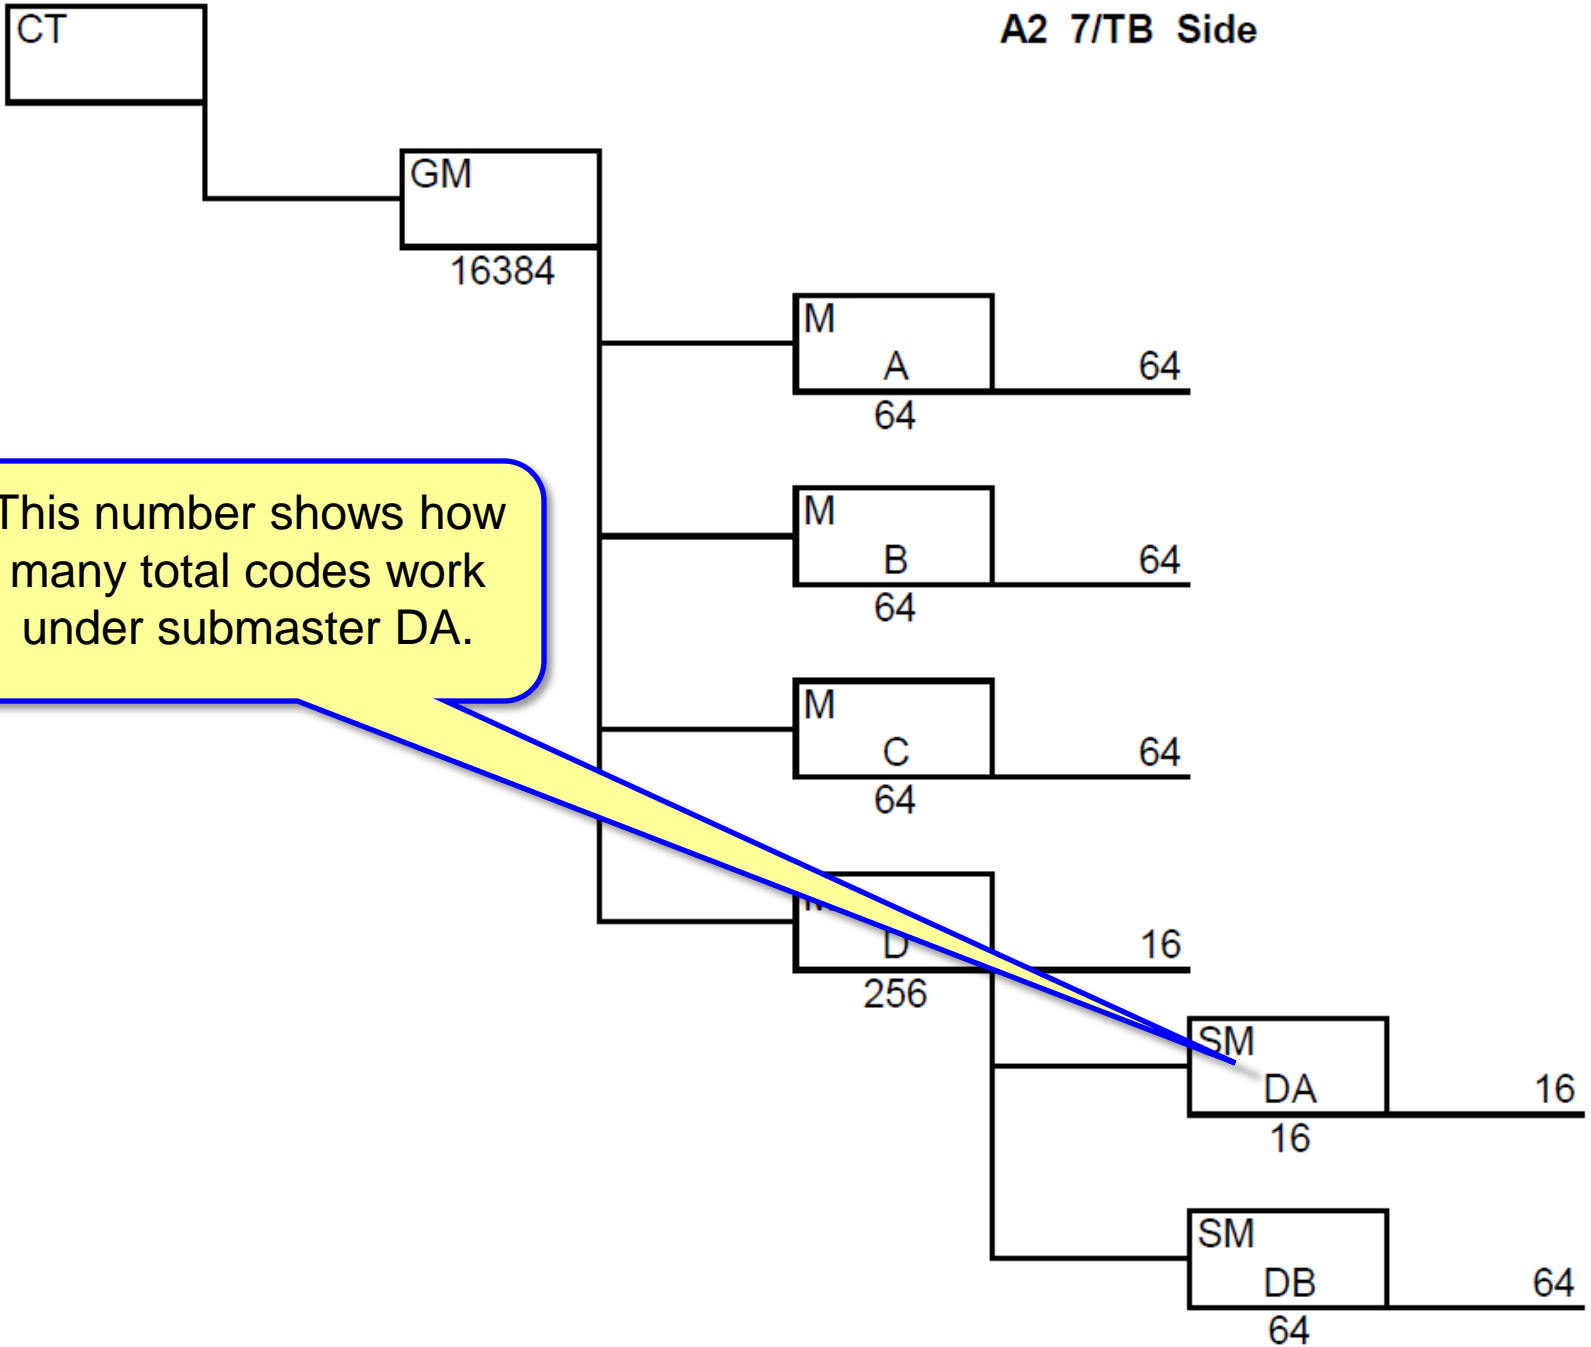 CT
A2 7/TB Side
GM
16384
M
A
64
64
This number shows how
many total codes work
under submaster DA.
M
B
64
64
M
C
64
64
D
16
256
SM
DA
16
16
SM
DB
64
64